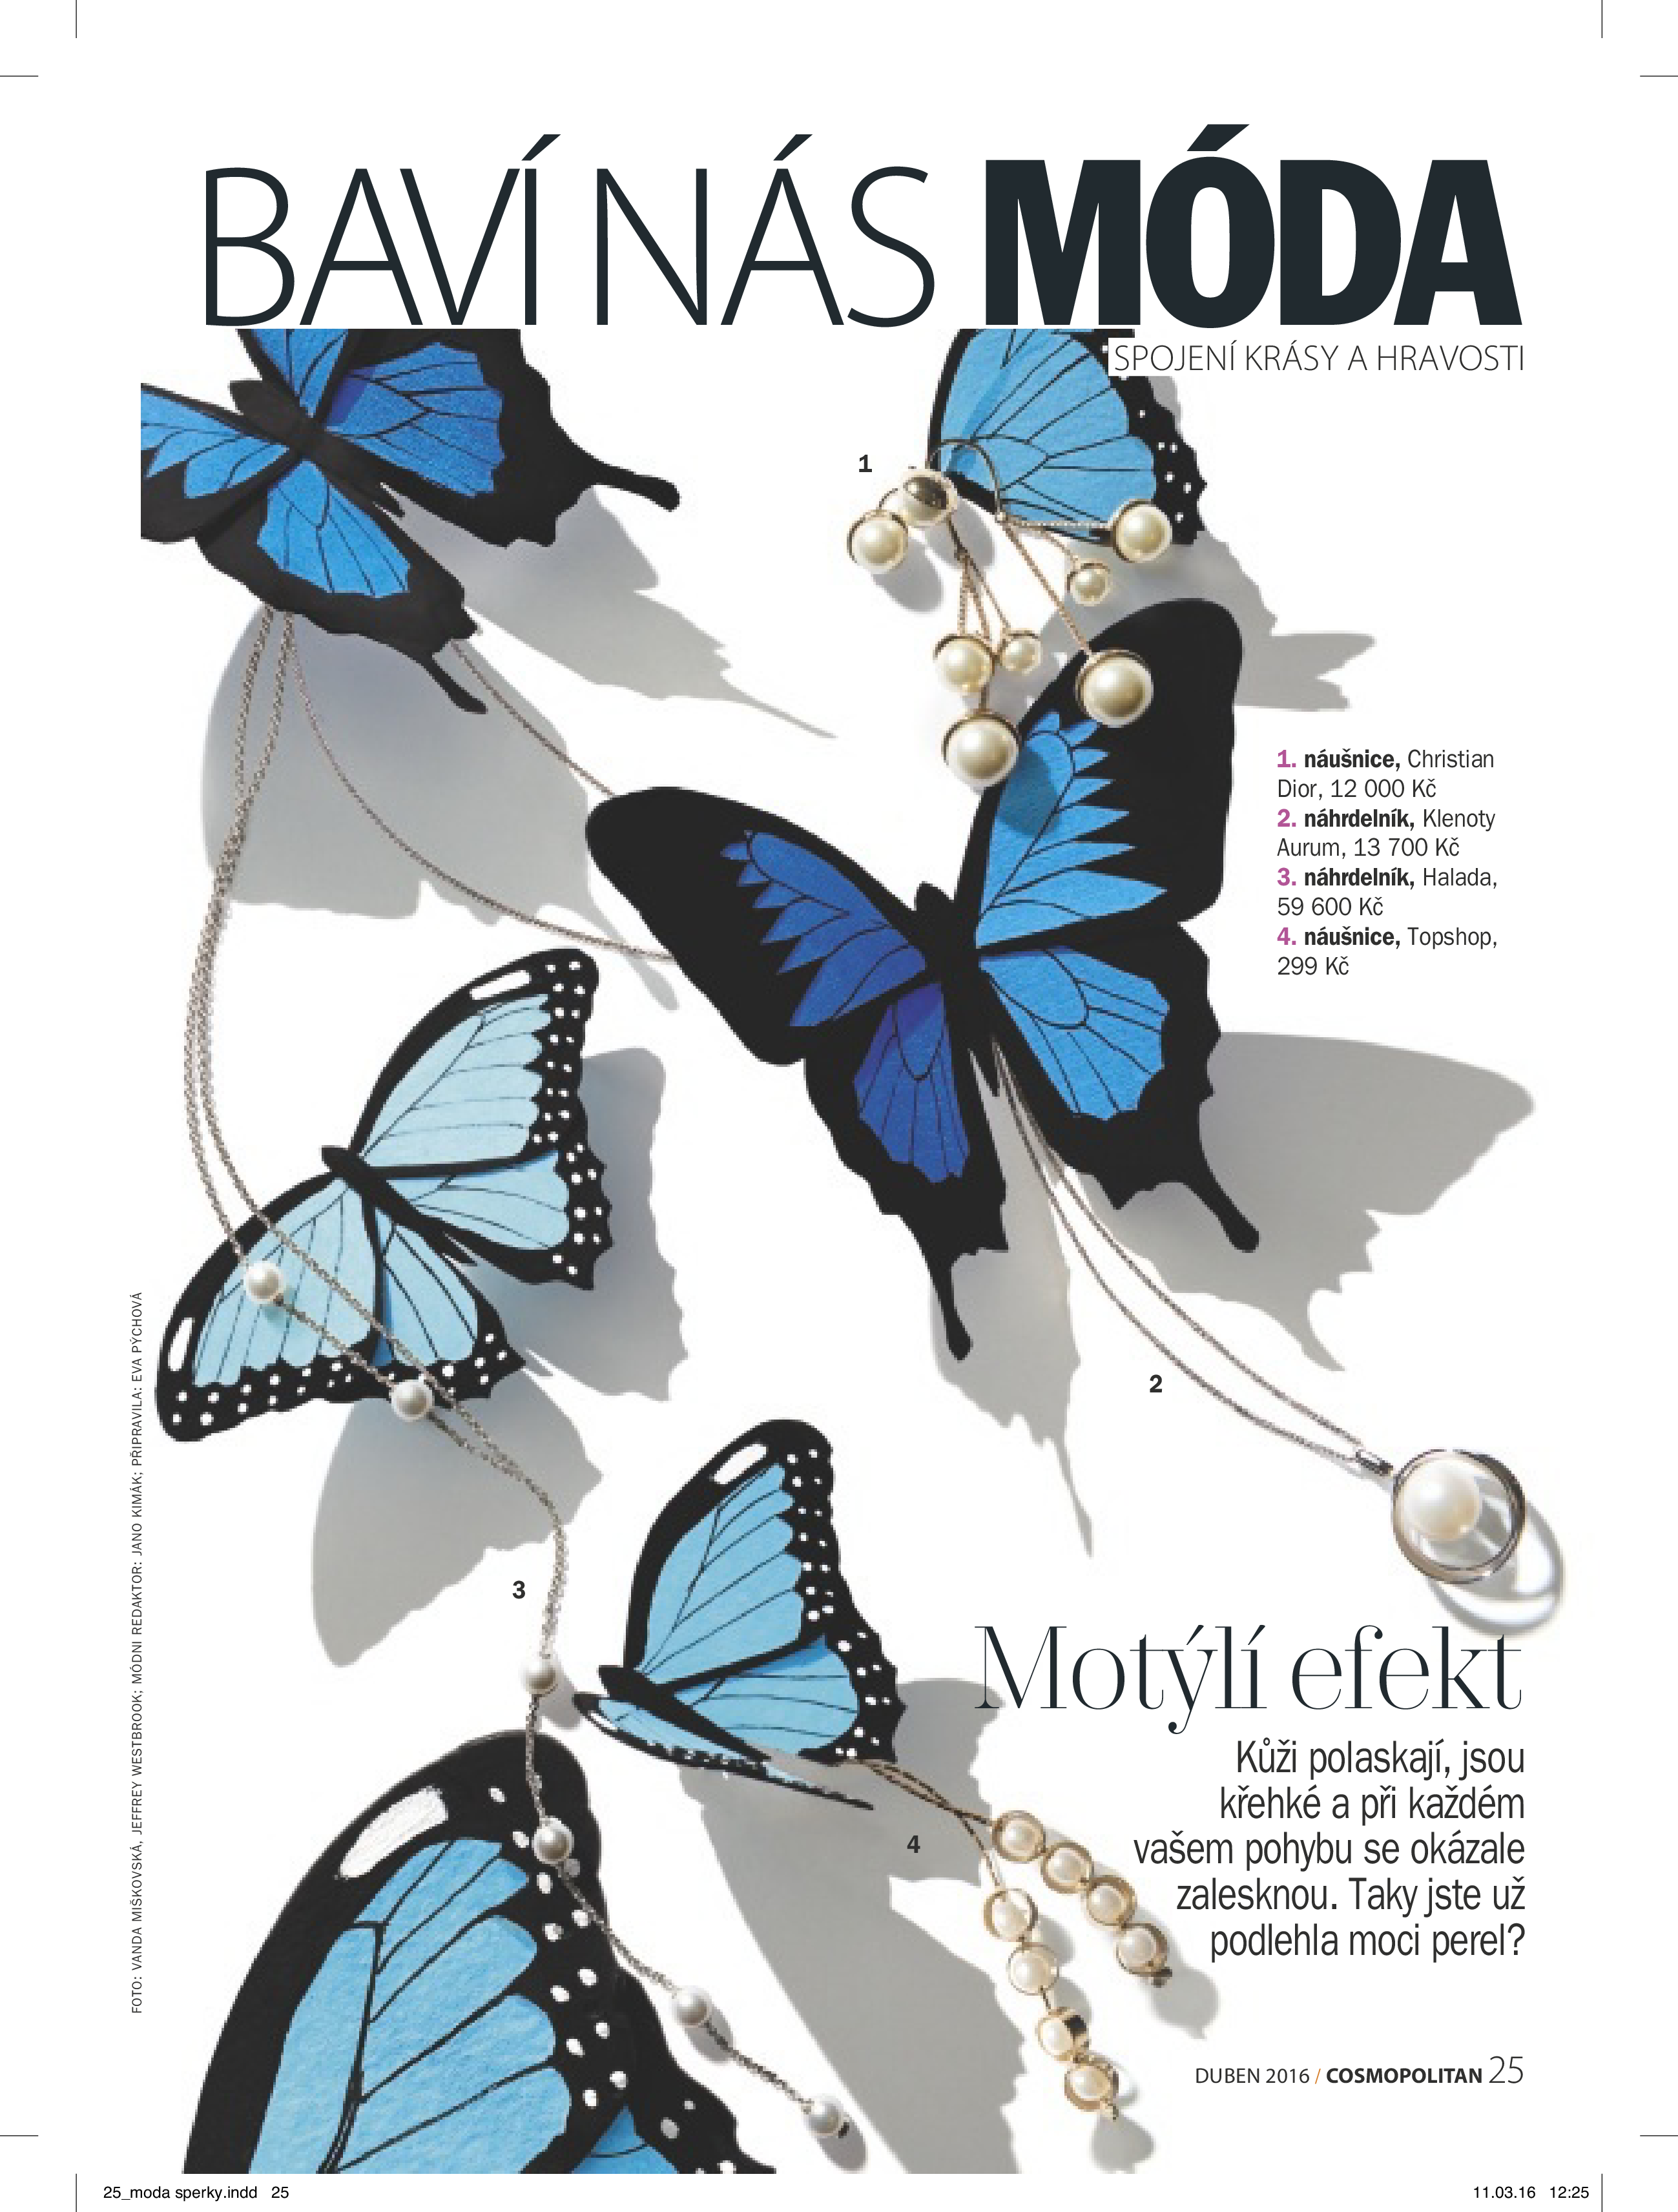 BAVÍ NÁS MÓDA
SPOJENÍ KRÁSY A HRAVOSTI
1
1. náušnice, Christian
Dior, 12 000 Kč
2. náhrdelník, Klenoty
Aurum, 13 700 Kč
3. náhrdelník, Halada,
59 600 Kč
4. náušnice, Topshop,
299 Kč
2
3
Motýlí efekt
Kůži polaskají, jsou
křehké a při každém
vašem pohybu se okázale
zalesknou. Taky jste už
podlehla moci perel?
4
FOTO: VANDA MIŠKOVSKÁ, JEFFREY WESTBROOK; MÓDNI REDAKTOR: JANO KIMÁK; PŘIPRAVILA: EVA PÝCHOVÁ
DUBEN 2016 / COSMOPOLITAN 25
25_moda sperky.indd 25
11.03.16 12:25